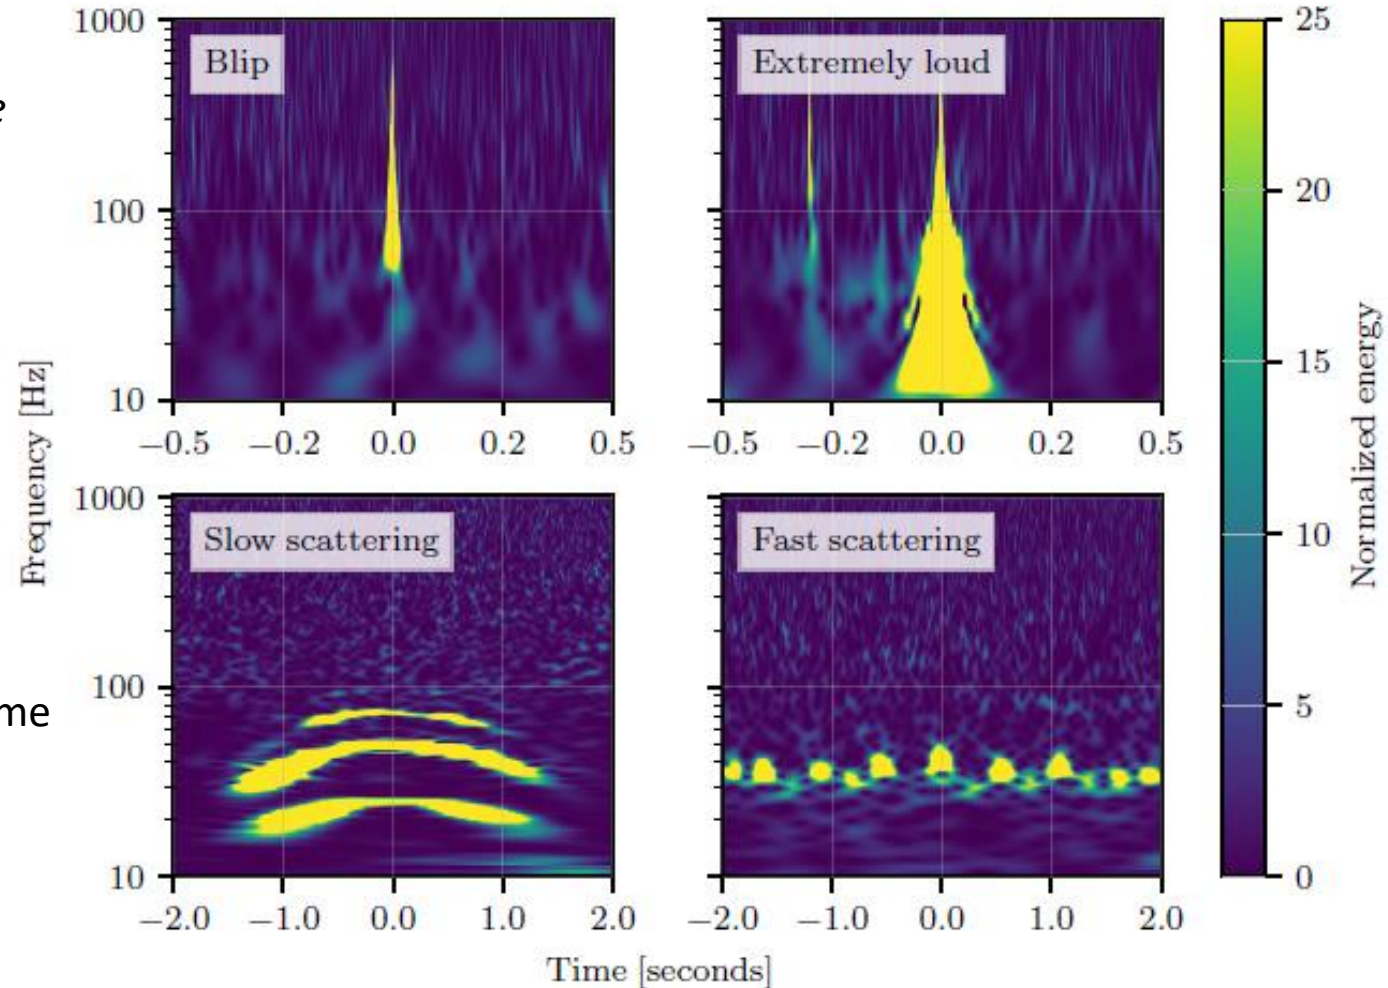 e
me
Frequency [Hz]
1000
100
10
Blip
−0.5 −0.2 0.0 0.2 0.5
Extremely loud
−0.5 −0.2 0.0 0.2 0.5
1000
100
10
Slow scattering
−2.0 −1.0 0.0 1.0 2.0
Fast scattering
−2.0 −1.0 0.0 1.0 2.0
Time [seconds]
25
20
15
10
5
0
Normalized energy